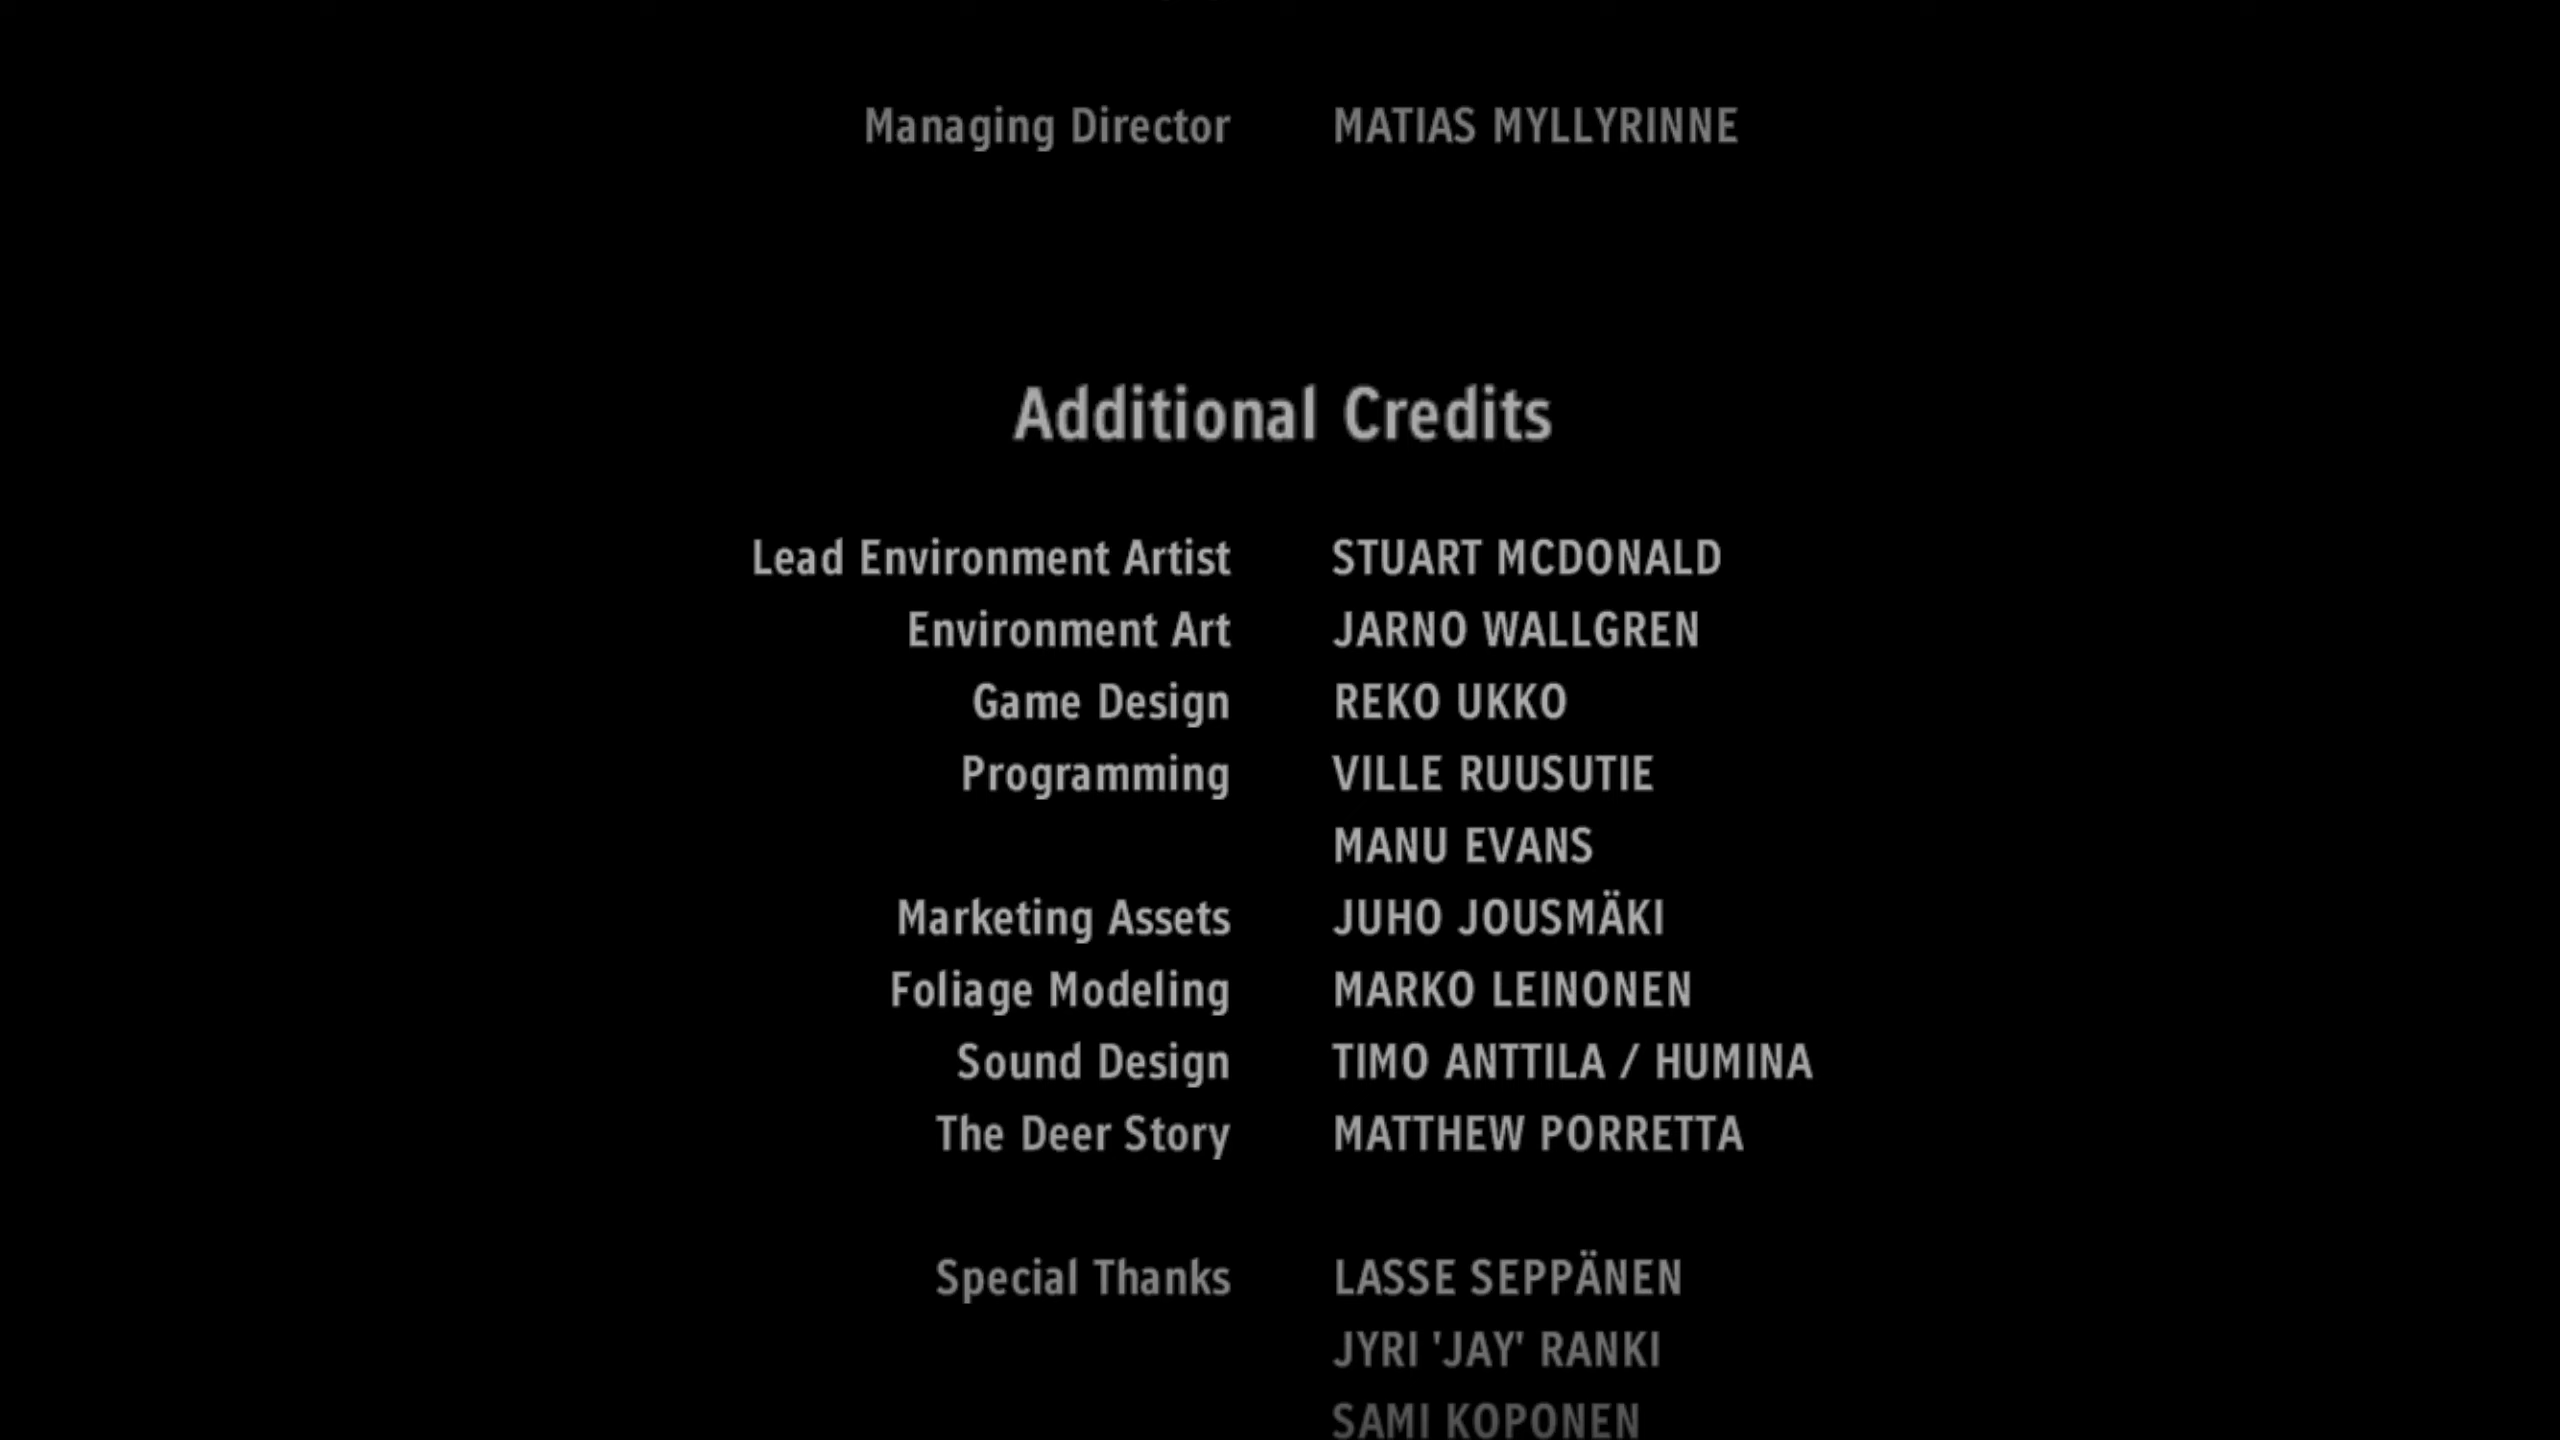 Managing Director MATIAS MYLLYRINNE
Additional Credits
Lead Environment Artist STUART MCDONALD
Environment Art JARNO WALLGREN
Game Design REKO UKKO
Programming VILLE RUUSUTIE
MANU EVANS
Marketing Assets JUHO JOUSMÄKI
Foliage Modeling MARKO LEINONEN
Sound Design TIMO ANTTILA / HUMINA
The Deer Story MATTHEW PORRETTA
Special Thanks LASSE SEPPÄNEN
JYRI 'JAY' RANKI
SAMI KOPONEN